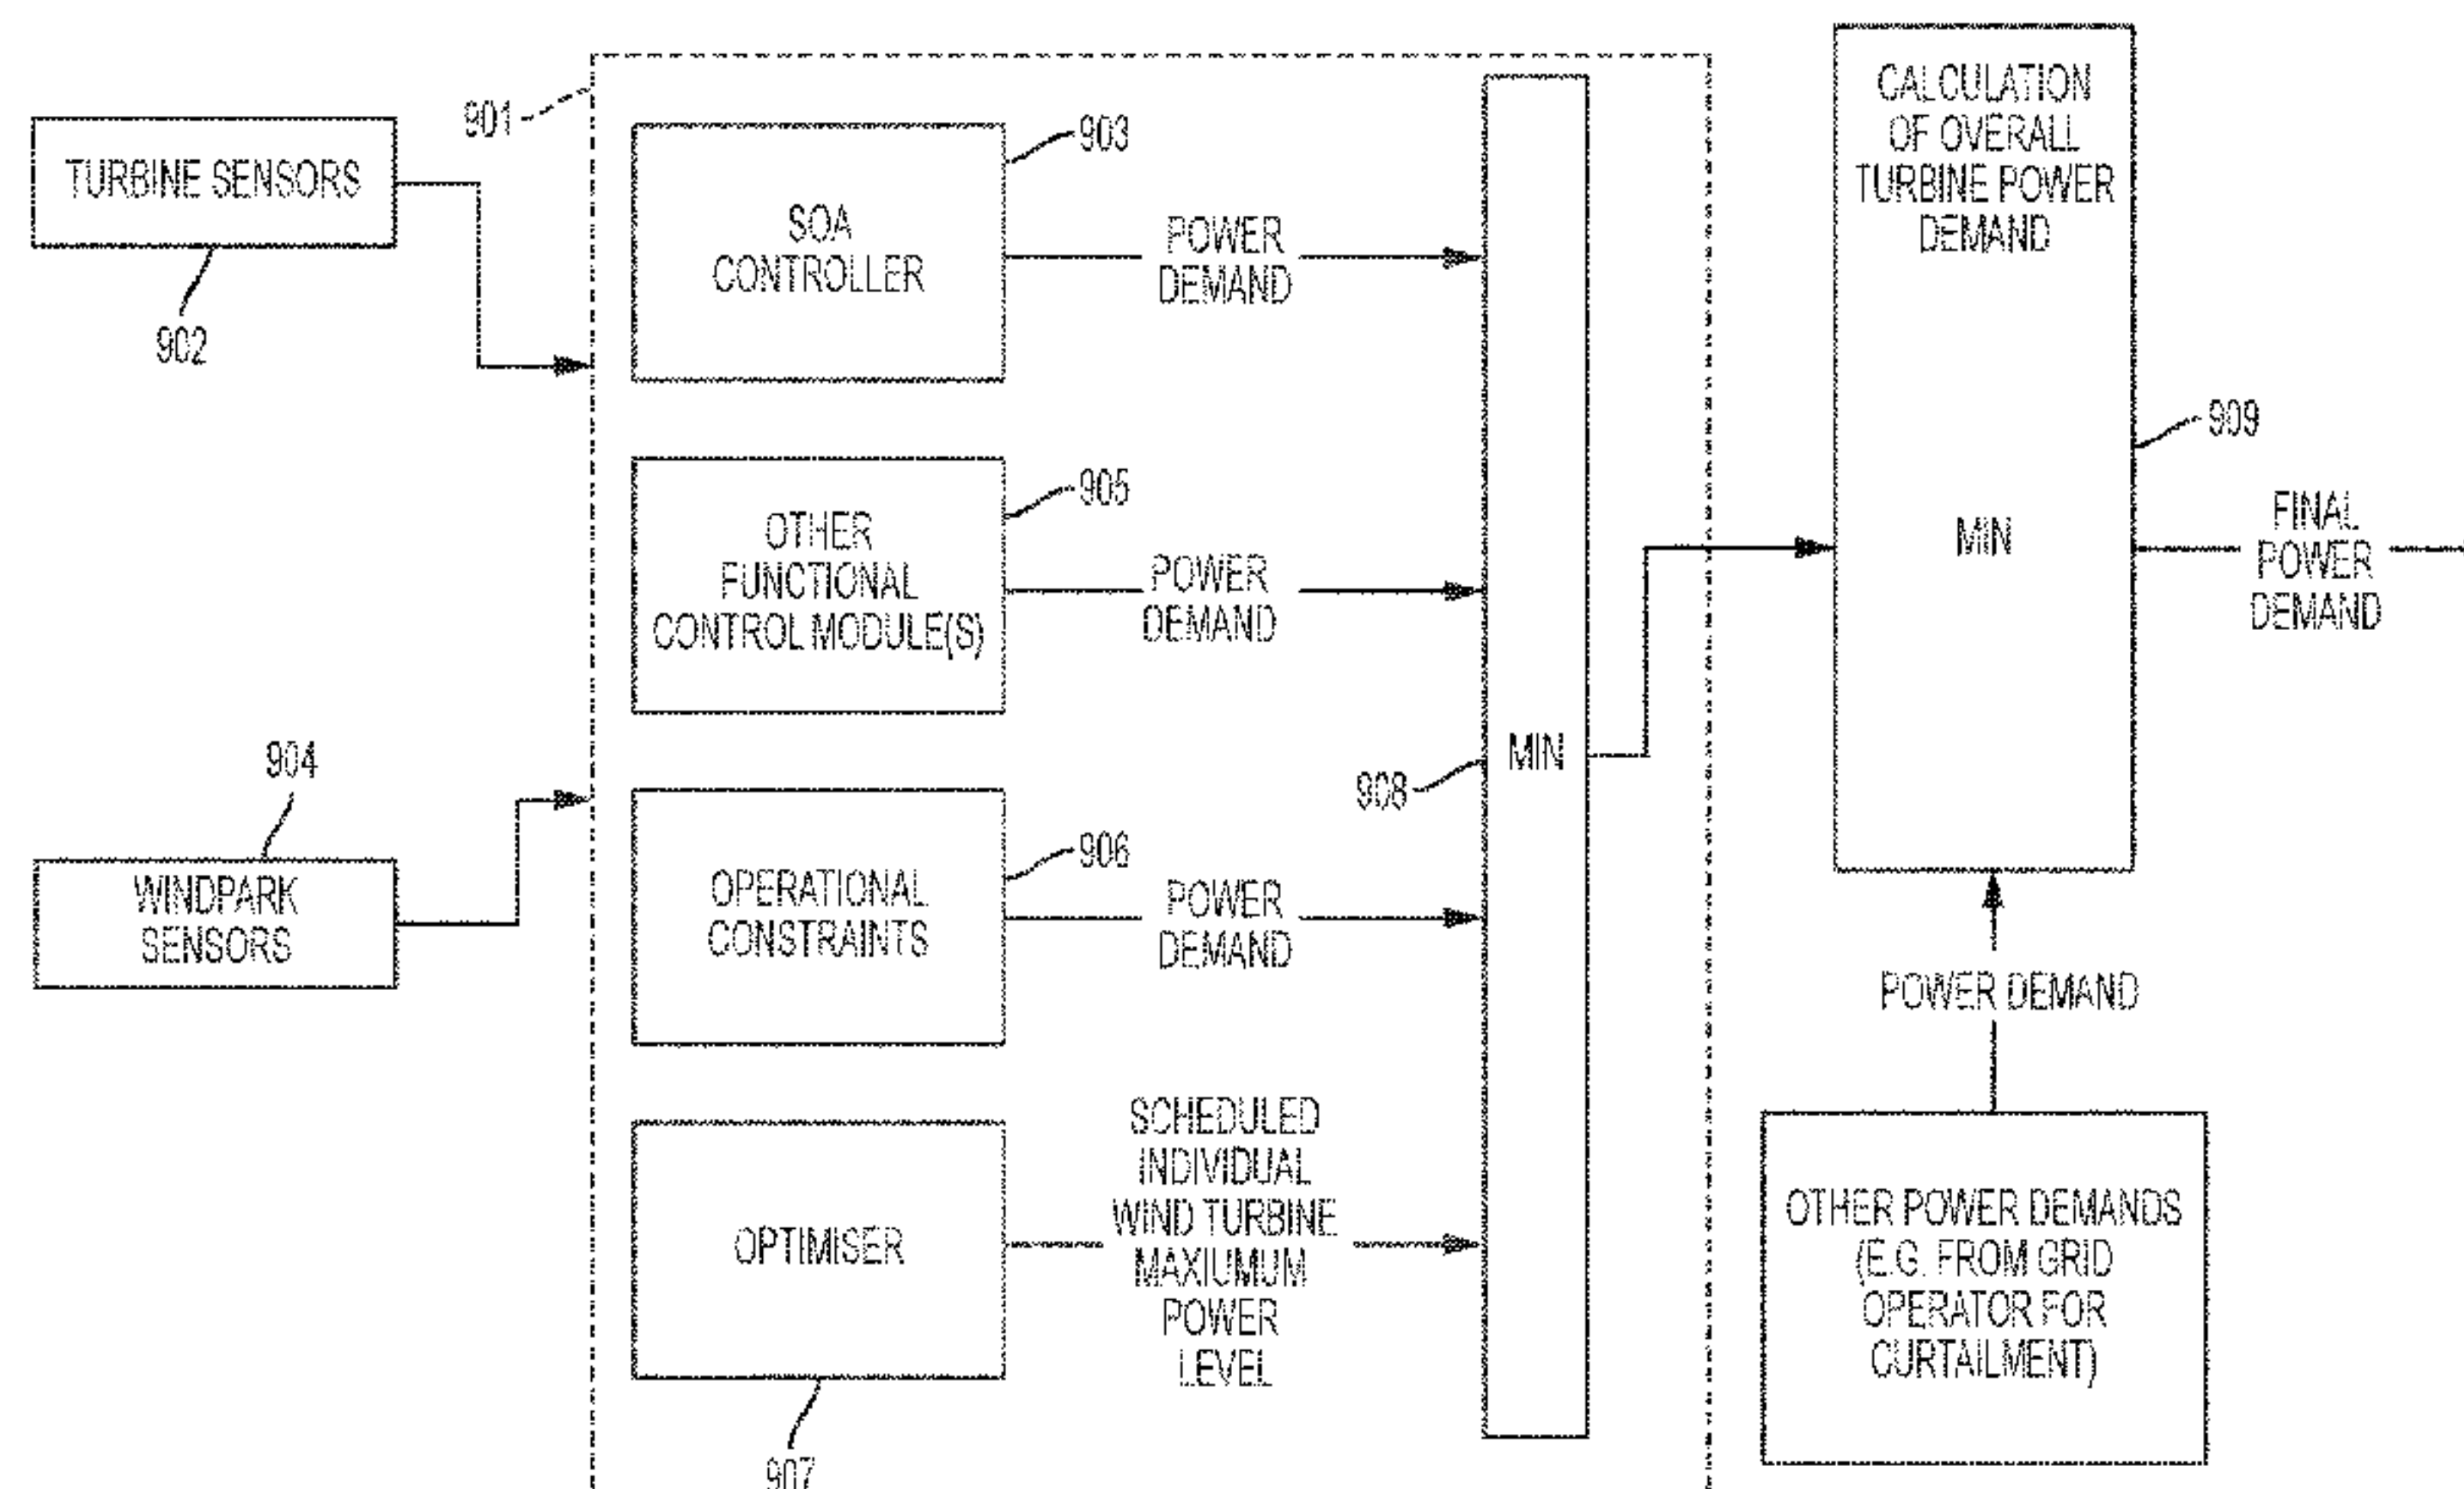 901
TURBINE SENSORS
902
904
WINDPARK
SENSORS
903
SOA
CONTROLLER
POWER
DEMAND
905
OTHER
FUNCTIONAL
CONTROL MODULE(S)
POWER
DEMAND
906
OPERATIONAL
CONSTRAINTS
POWER
DEMAND
OPTIMISER
907
SCHEDULED
INDIVIDUAL
WIND TURBINE
MAXIUMUM
POWER
LEVEL
908
MIN
CALCULATION
OF OVERALL
TURBINE POWER
DEMAND
MIN
909
FINAL
POWER
DEMAND
POWER DEMAND
OTHER POWER DEMANDS
(E.G. FROM GRID
OPERATOR FOR
CURTAILMENT)